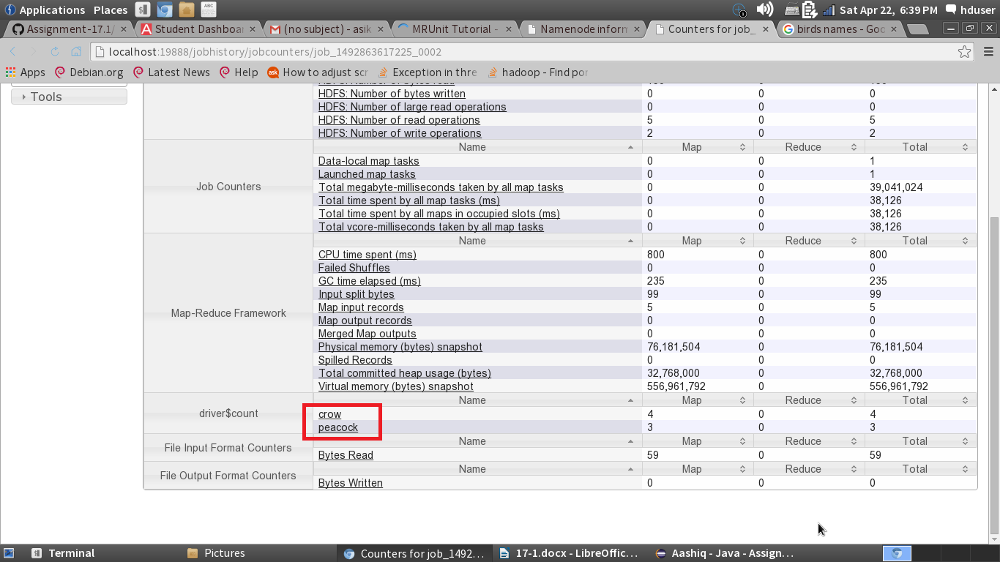 Applications Places Sat Apr 22, 6:39 PM hduser
Assignment-17.1/ Student Dashboa (no subject) - asik MRUnit Tutorial - Namenode inform Counters for job_ birds names - Goo
localhost:19888/jobhistory/jobcounters/job_1492863617225_0002
Apps Debian.org Latest News Help How to adjust scr Exception in thre hadoop - Find por
Tools
HDFS: Number of bytes written 0 0 0
HDFS: Number of large read operations 0 0 0
HDFS: Number of read operations 5 0 5
HDFS: Number of write operations 2 0 2
Job Counters
Name Map Reduce Total
Data-local map tasks 0 0 1
Launched map tasks 0 0 1
Total megabyte-milliseconds taken by all map tasks 0 0 39,041,024
Total time spent by all map tasks (ms) 0 0 38,126
Total time spent by all maps in occupied slots (ms) 0 0 38,126
Total vcore-milliseconds taken by all map tasks 0 0 38,126
Map-Reduce Framework
Name Map Reduce Total
CPU time spent (ms) 800 0 800
Failed Shuffles 0 0 0
GC time elapsed (ms) 235 0 235
Input split bytes 99 0 99
Map input records 5 0 5
Map output records 0 0 0
Merged Map outputs 0 0 0
Physical memory (bytes) snapshot 76,181,504 0 76,181,504
Spilled Records 0 0 0
Total committed heap usage (bytes) 32,768,000 0 32,768,000
Virtual memory (bytes) snapshot 556,961,792 0 556,961,792
driver$count
Name Map Reduce Total
crow 4 0 4
peacock 3 0 3
File Input Format Counters
Name Map Reduce Total
Bytes Read 59 0 59
File Output Format Counters
Name Map Reduce Total
Bytes Written 0 0 0
Terminal Pictures Counters for job_1492... 17-1.docx - LibreOffic... Aashiq - Java - Assign...